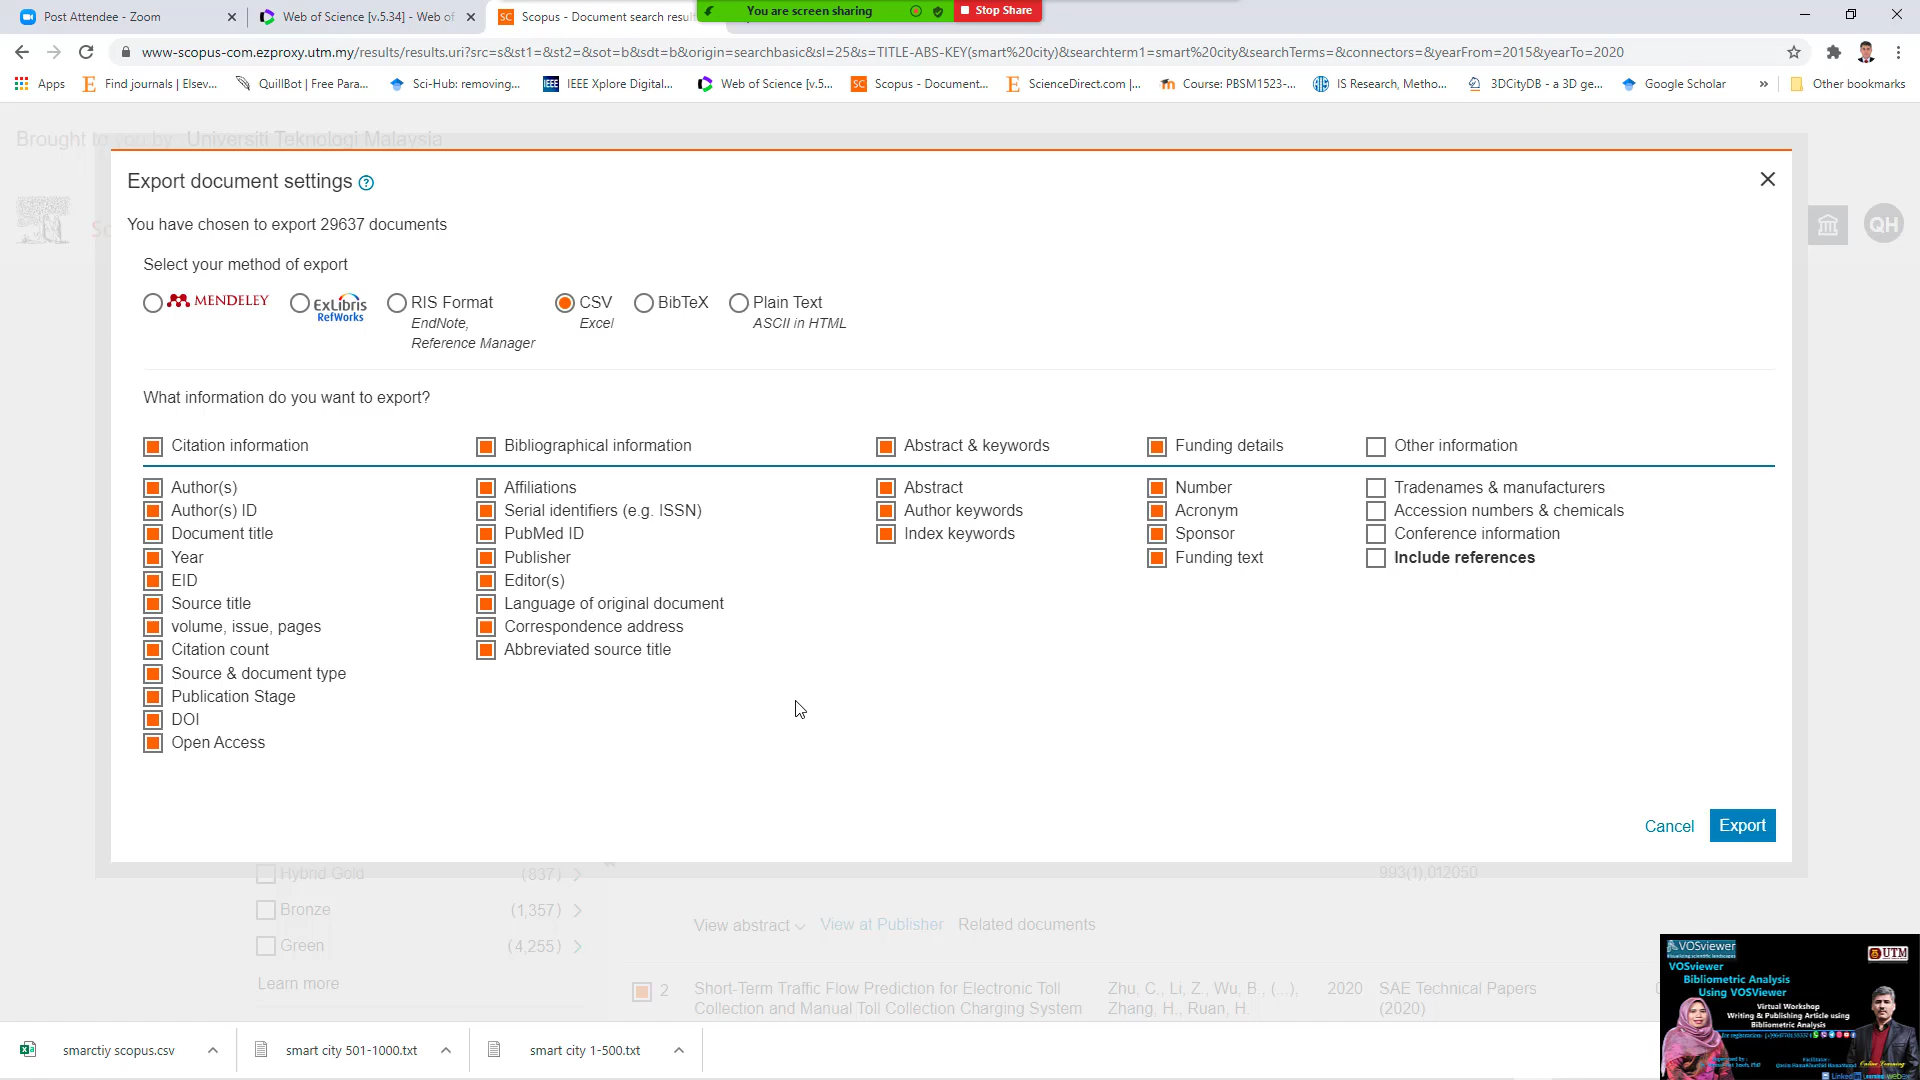 Post Attendee - Zoom
Web of Science [v.5.34] - Web of
Scopus - Document search resul
You are screen sharing
Stop Share
www-scopus-com.ezproxy.utm.my/results/results.uri?src=s&st1=&st2=&sot=b&sdt=b&origin=searchbasic&sl=25&s=TITLE-ABS-KEY(smart%20city)&searchterm1=smart%20city&searchTerms=&connectors=&yearFrom=2015&yearTo=2020
Apps
Find journals | Elsev...
QuillBot | Free Para...
Sci-Hub: removing...
IEEE Xplore Digital...
Web of Science [v.5...
Scopus - Document...
ScienceDirect.com |...
Course: PBSM1523-...
IS Research, Metho...
3DCityDB - a 3D ge...
Google Scholar
»
Other bookmarks
Brought to you by Universiti Teknologi Malaysia
Export document settings
You have chosen to export 29637 documents
QH
Select your method of export
MENDELEY
ExLibris
RefWorks
RIS Format
EndNote,
Reference Manager
CSV
Excel
BibTeX
Plain Text
ASCII in HTML
What information do you want to export?
Citation information
Author(s)
Author(s) ID
Document title
Year
EID
Source title
volume, issue, pages
Citation count
Source & document type
Publication Stage
DOI
Open Access
Bibliographical information
Affiliations
Serial identifiers (e.g. ISSN)
PubMed ID
Publisher
Editor(s)
Language of original document
Correspondence address
Abbreviated source title
Abstract & keywords
Abstract
Author keywords
Index keywords
Funding details
Number
Acronym
Sponsor
Funding text
Other information
Tradenames & manufacturers
Accession numbers & chemicals
Conference information
Include references
Cancel
Export
Hybrid Gold (837)
Bronze (1,357)
Green (4,255)
Learn more
993(1),012050
View abstract
View at Publisher
Related documents
2
Short-Term Traffic Flow Prediction for Electronic Toll
Collection and Manual Toll Collection Charging System
Zhu, C., Li, Z., Wu, B., (...),
Zhang, H., Ruan, H.
2020
SAE Technical Papers
(2020)
smarctiy scopus.csv
smart city 501-1000.txt
smart city 1-500.txt
VOSviewer
UTM
VOSviewer
Bibliometric Analysis
Using VOSViewer
Virtual Workshop
Writing & Publishing Article using
Bibliometric Analysis